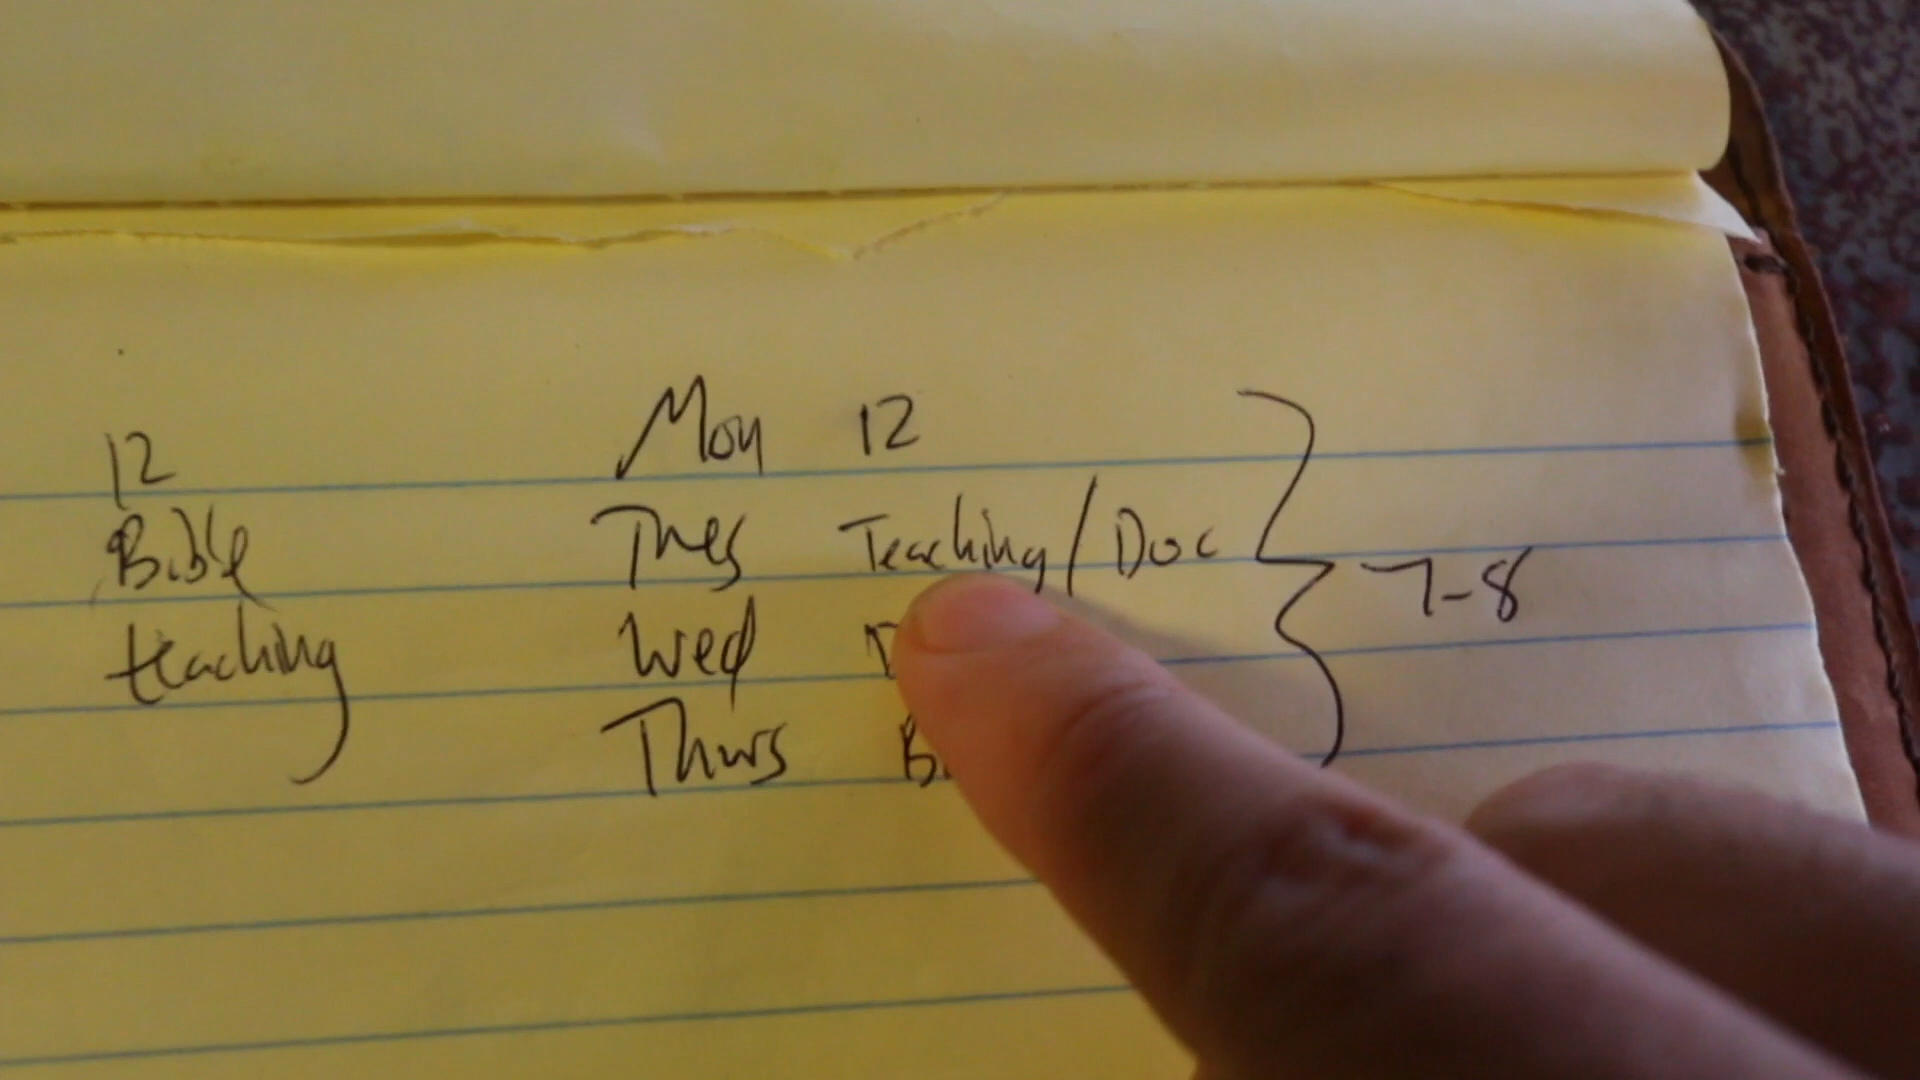 12
Bible
teaching
Mon 12
Tues Teaching/Doc
Wed
Thurs
7-8